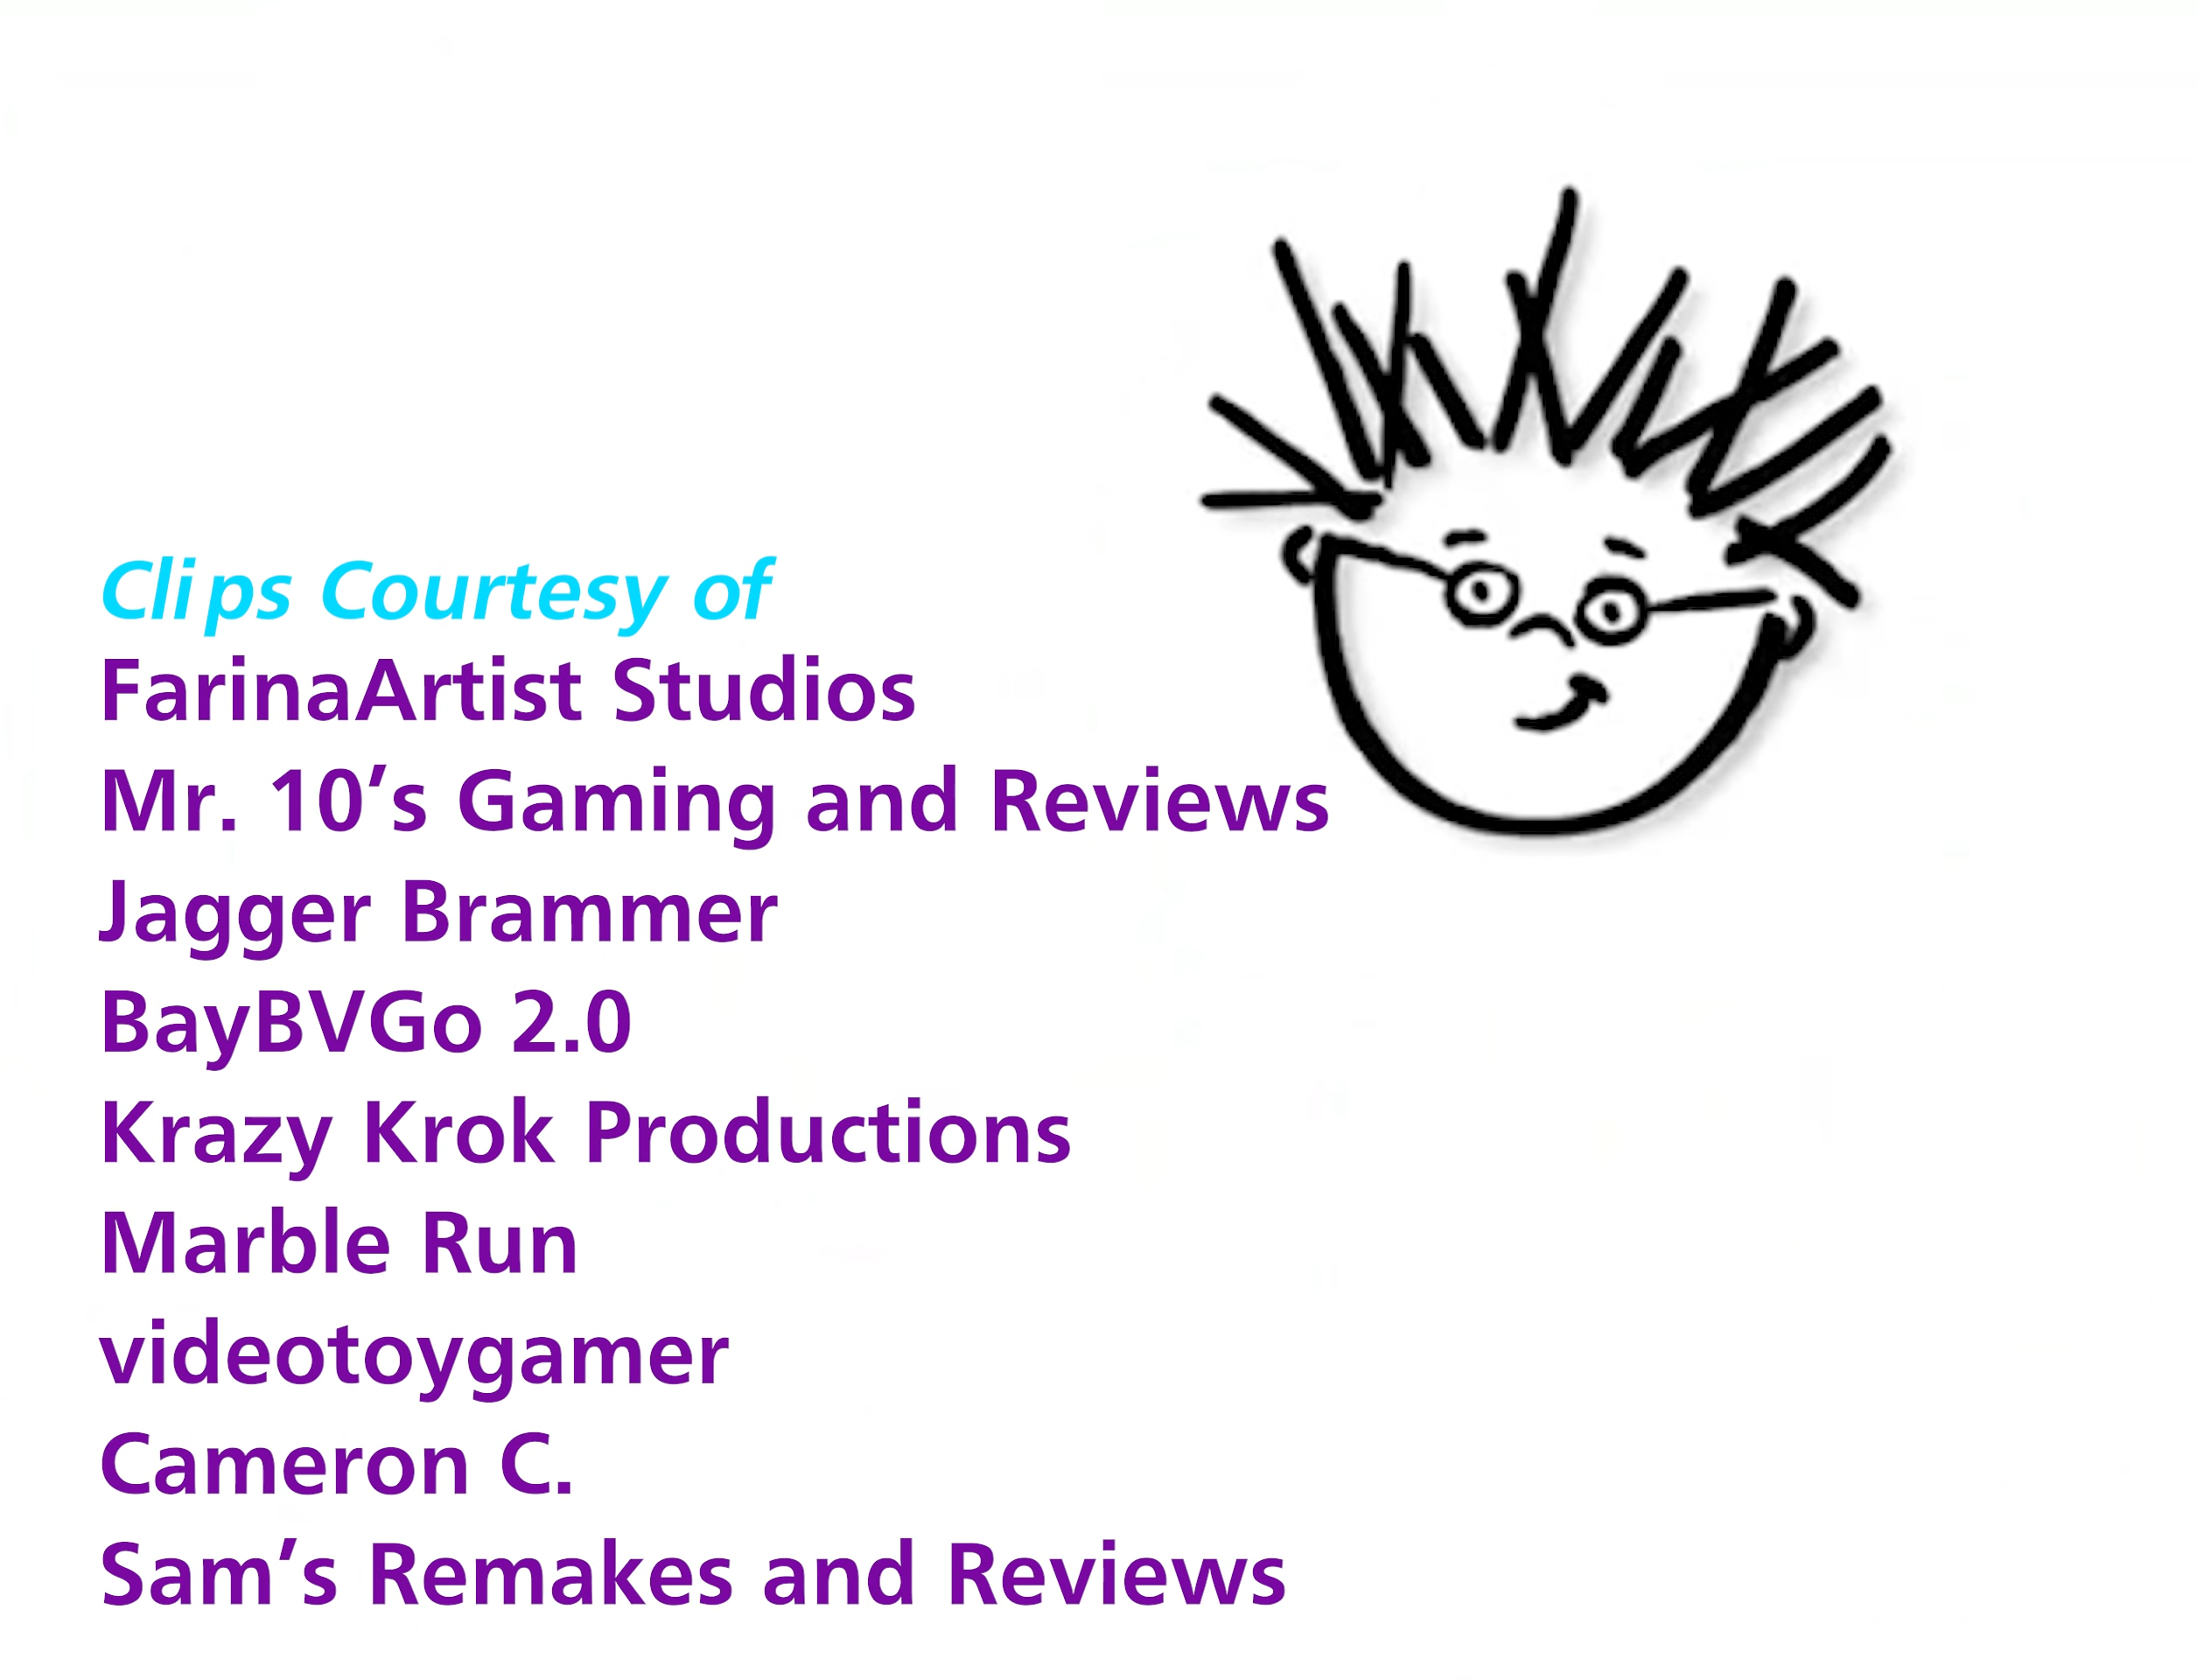 Clips Courtesy of
FarinaArtist Studios
Mr. 10’s Gaming and Reviews
Jagger Brammer
BayBVGo 2.0
Krazy Krok Productions
Marble Run
videotoygamer
Cameron C.
Sam’s Remakes and Reviews